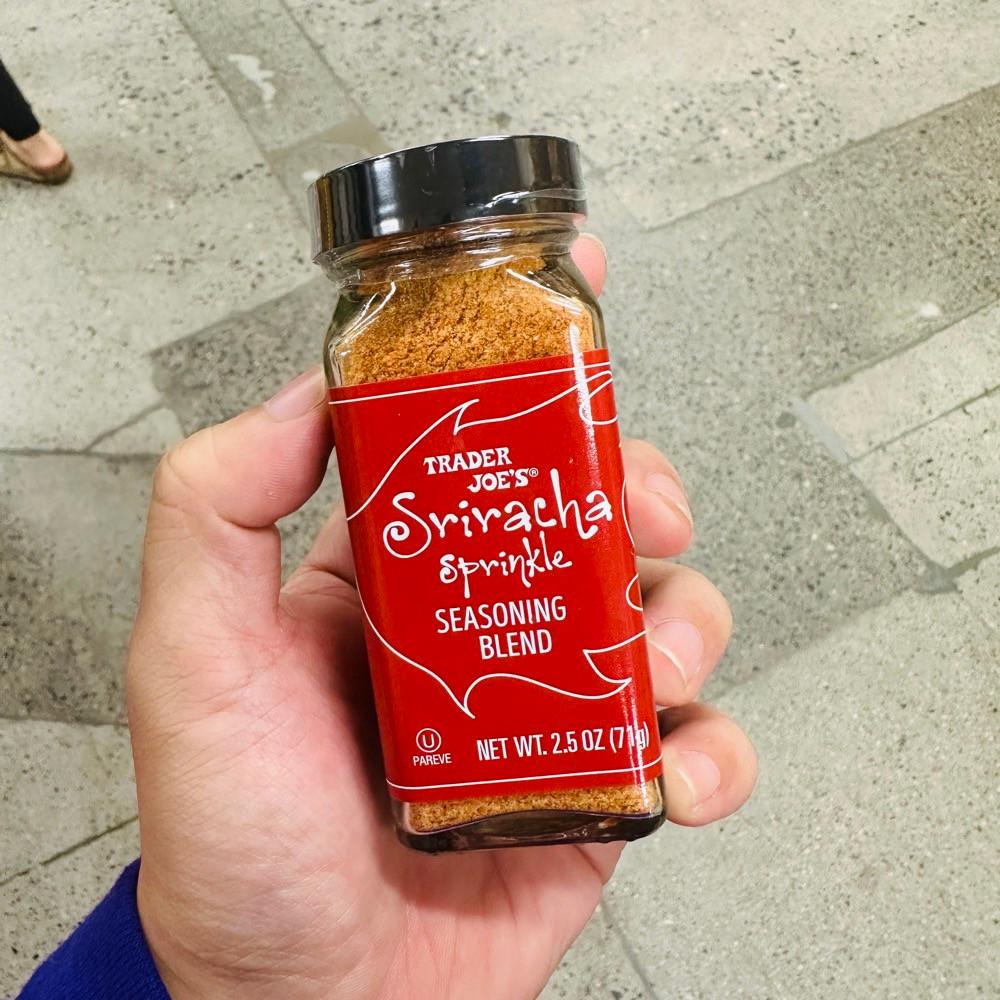 TRADER
JOE'S®
Sriracha
sprinkle
SEASONING
BLEND
U
PAREVE
NET WT. 2.5 OZ (71g)